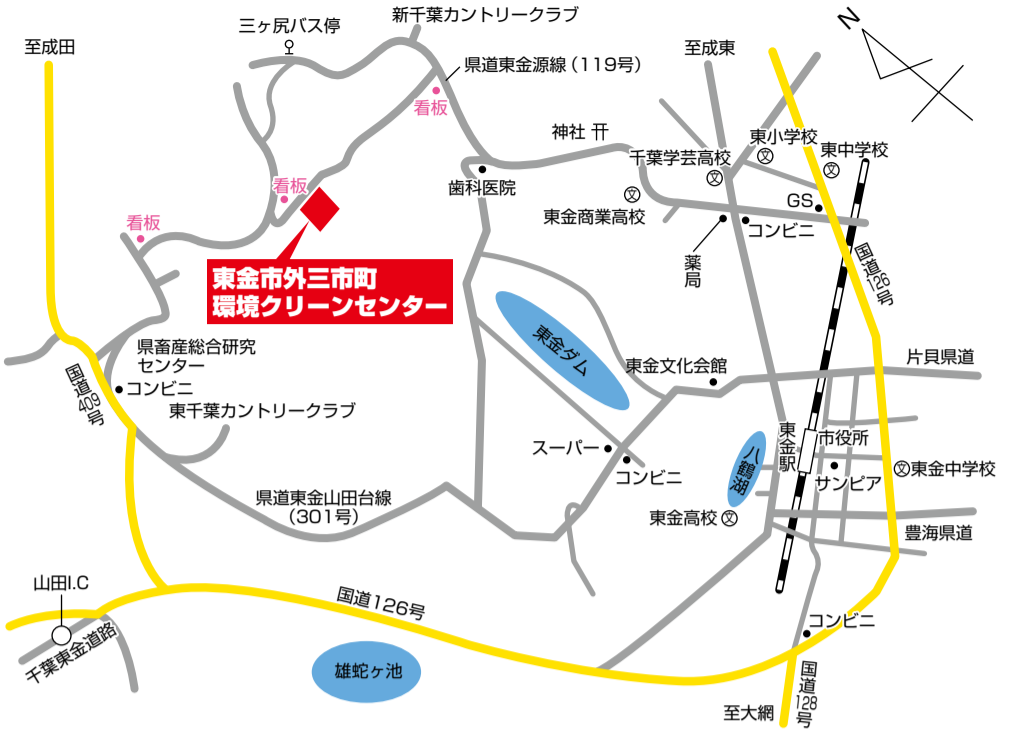 新千葉カントリークラブ
三ヶ尻バス停
N
至成田
至成東
県道東金源線（119号）
看板
神社
東小学校
文
東中学校
文
千葉学芸高校
文
歯科医院
看板
文
東金商業高校
GS
コンビニ
看板
薬局
国道126号
東金市外三市町
環境クリーンセンター
県畜産総合研究
センター
東金ダム
東金文化会館
片貝県道
国道409号
コンビニ
東千葉カントリークラブ
東金駅
市役所
スーパー
コンビニ
八鶴湖
サンピア
文東金中学校
県道東金山田台線
（301号）
東金高校文
豊海県道
山田I.C
国道126号
コンビニ
千葉東金道路
雄蛇ヶ池
国道128号
至大網